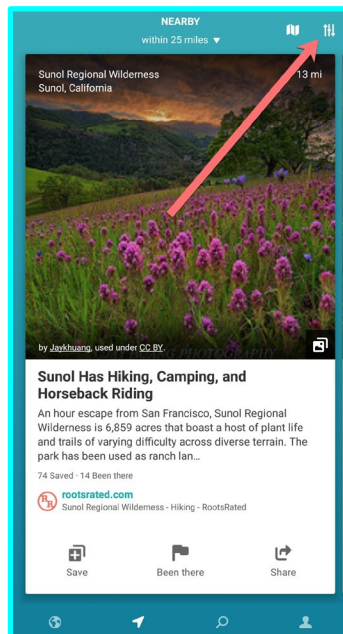 NEARBY
within 25 miles ▼
Sunol Regional Wilderness 13 mi
Sunol, California
by Jaykhuang, used under CC BY.
Sunol Has Hiking, Camping, and
Horseback Riding
An hour escape from San Francisco, Sunol Regional
Wilderness is 6,859 acres that boast a host of plant life
and trails of varying difficulty across diverse terrain. The
park has been used as ranch lan...
74 Saved · 14 Been there
RR
rootsrated.com
Sunol Regional Wilderness - Hiking - RootsRated
Save Been there Share